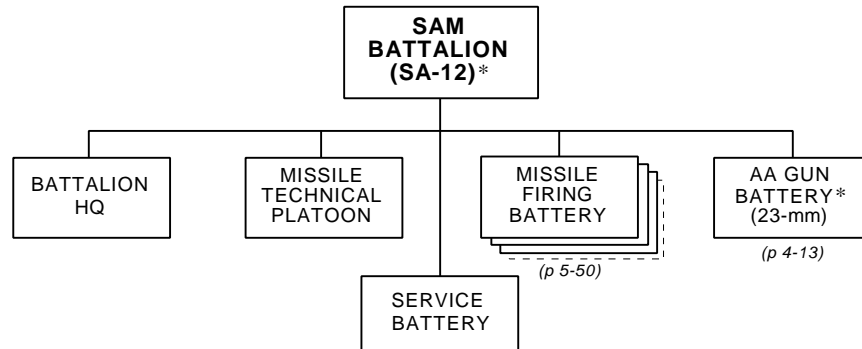 SAM
BATTALION
(SA-12)*
BATTALION
HQ
MISSILE
TECHNICAL
PLATOON
MISSILE
FIRING
BATTERY
(p 5-50)
AA GUN
BATTERY*
(23-mm)
(p 4-13)
SERVICE
BATTERY